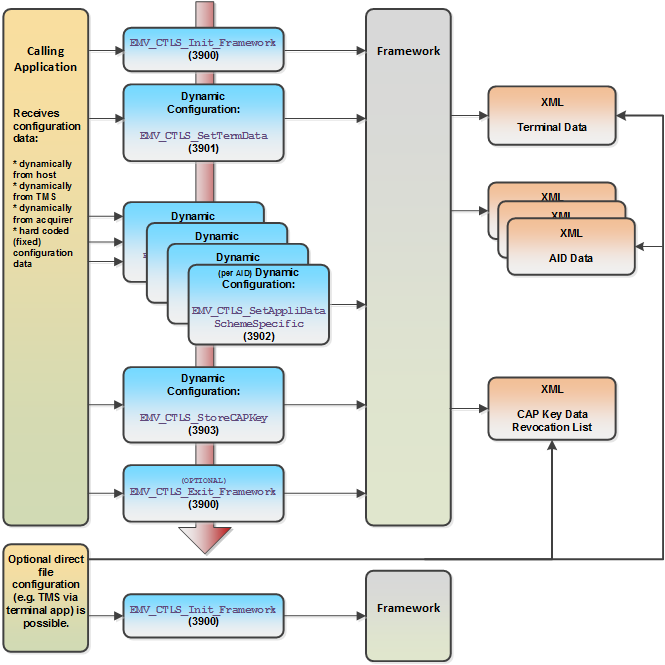 Calling
Application
Receives
configuration
data:
* dynamically
from host
* dynamically
from TMS
* dynamically
from acquirer
* hard coded
(fixed)
configuration
data
EMV_CTLS_Init_Framework
(3900)
Dynamic
Configuration:
EMV_CTLS_SetTermData
(3901)
Dynamic
Dynamic
Dynamic
(per AID) Dynamic
Configuration:
EMV_CTLS_SetAppliData
SchemeSpecific
(3902)
Dynamic
Configuration:
EMV_CTLS_StoreCAPKey
(3903)
(OPTIONAL)
EMV_CTLS_Exit_Framework
(3900)
Framework
XML
Terminal Data
XML
XML
AID Data
XML
CAP Key Data
Revocation List
Optional direct
file
configuration
(e.g. TMS via
terminal app) is
possible.
EMV_CTLS_Init_Framework
(3900)
Framework